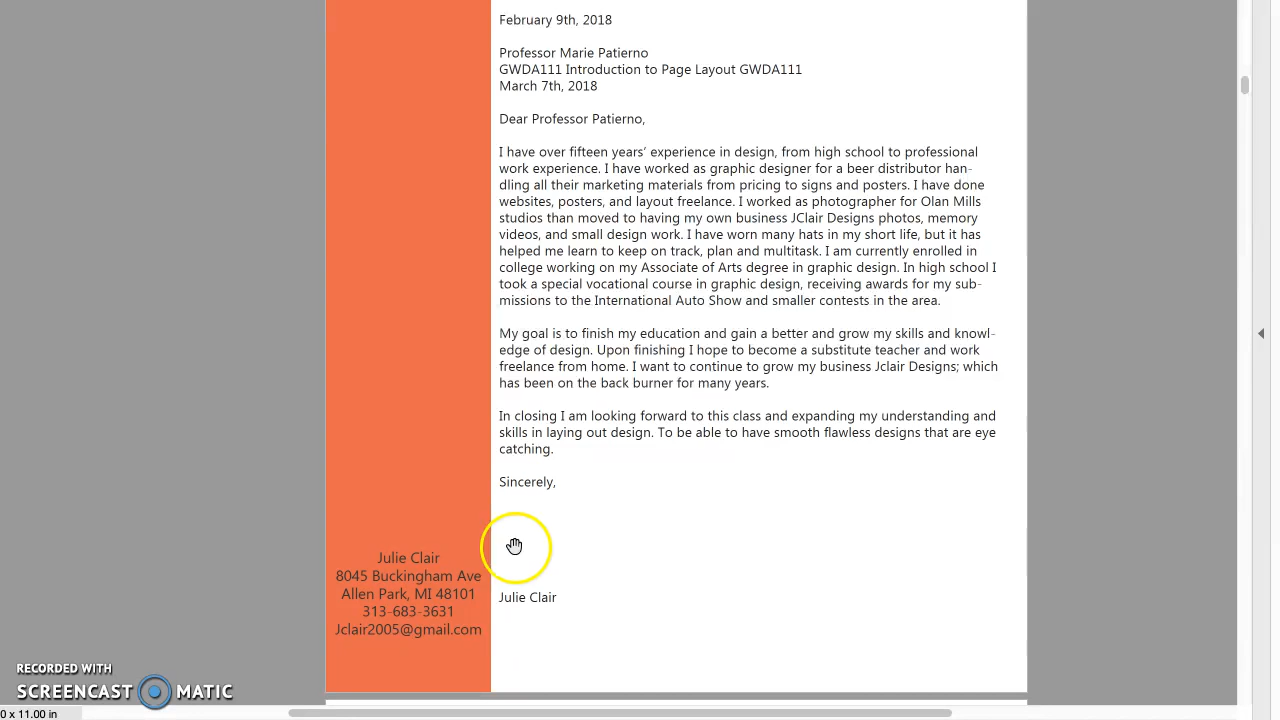 February 9th, 2018
Professor Marie Patierno
GWDA111 Introduction to Page Layout GWDA111
March 7th, 2018
Dear Professor Patierno,
I have over fifteen years’ experience in design, from high school to professional
work experience. I have worked as graphic designer for a beer distributor han-
dling all their marketing materials from pricing to signs and posters. I have done
websites, posters, and layout freelance. I worked as photographer for Olan Mills
studios than moved to having my own business JClair Designs photos, memory
videos, and small design work. I have worn many hats in my short life, but it has
helped me learn to keep on track, plan and multitask. I am currently enrolled in
college working on my Associate of Arts degree in graphic design. In high school I
took a special vocational course in graphic design, receiving awards for my sub-
missions to the International Auto Show and smaller contests in the area.
My goal is to finish my education and gain a better and grow my skills and knowl-
edge of design. Upon finishing I hope to become a substitute teacher and work
freelance from home. I want to continue to grow my business Jclair Designs; which
has been on the back burner for many years.
In closing I am looking forward to this class and expanding my understanding and
skills in laying out design. To be able to have smooth flawless designs that are eye
catching.
Sincerely,
Julie Clair
Julie Clair
8045 Buckingham Ave
Allen Park, MI 48101
313-683-3631
Jclair2005@gmail.com
RECORDED WITH
SCREENCAST MATIC
0 x 11.00 in